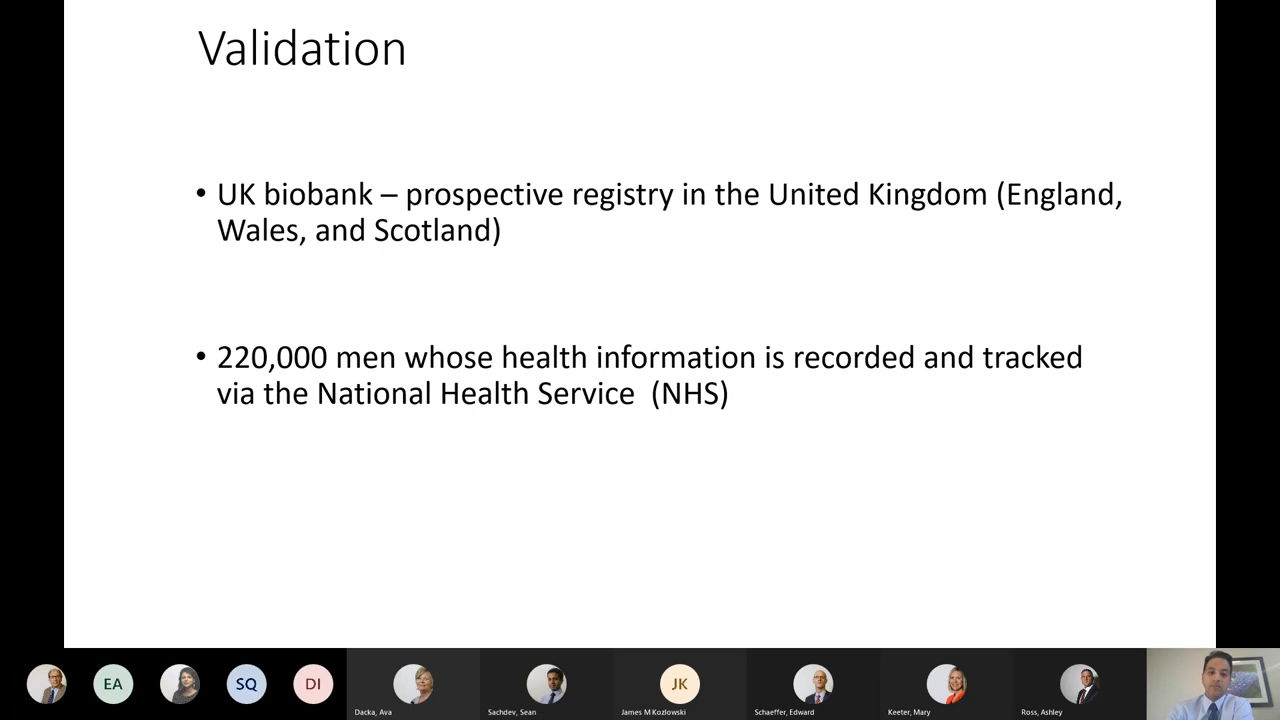 Validation
• UK biobank – prospective registry in the United Kingdom (England,
Wales, and Scotland)
• 220,000 men whose health information is recorded and tracked
via the National Health Service  (NHS)
EA
SQ
DI
JK
Dacka, Ava
Sachdev, Sean
James M Kozlowski
Schaeffer, Edward
Keeter, Mary
Ross, Ashley